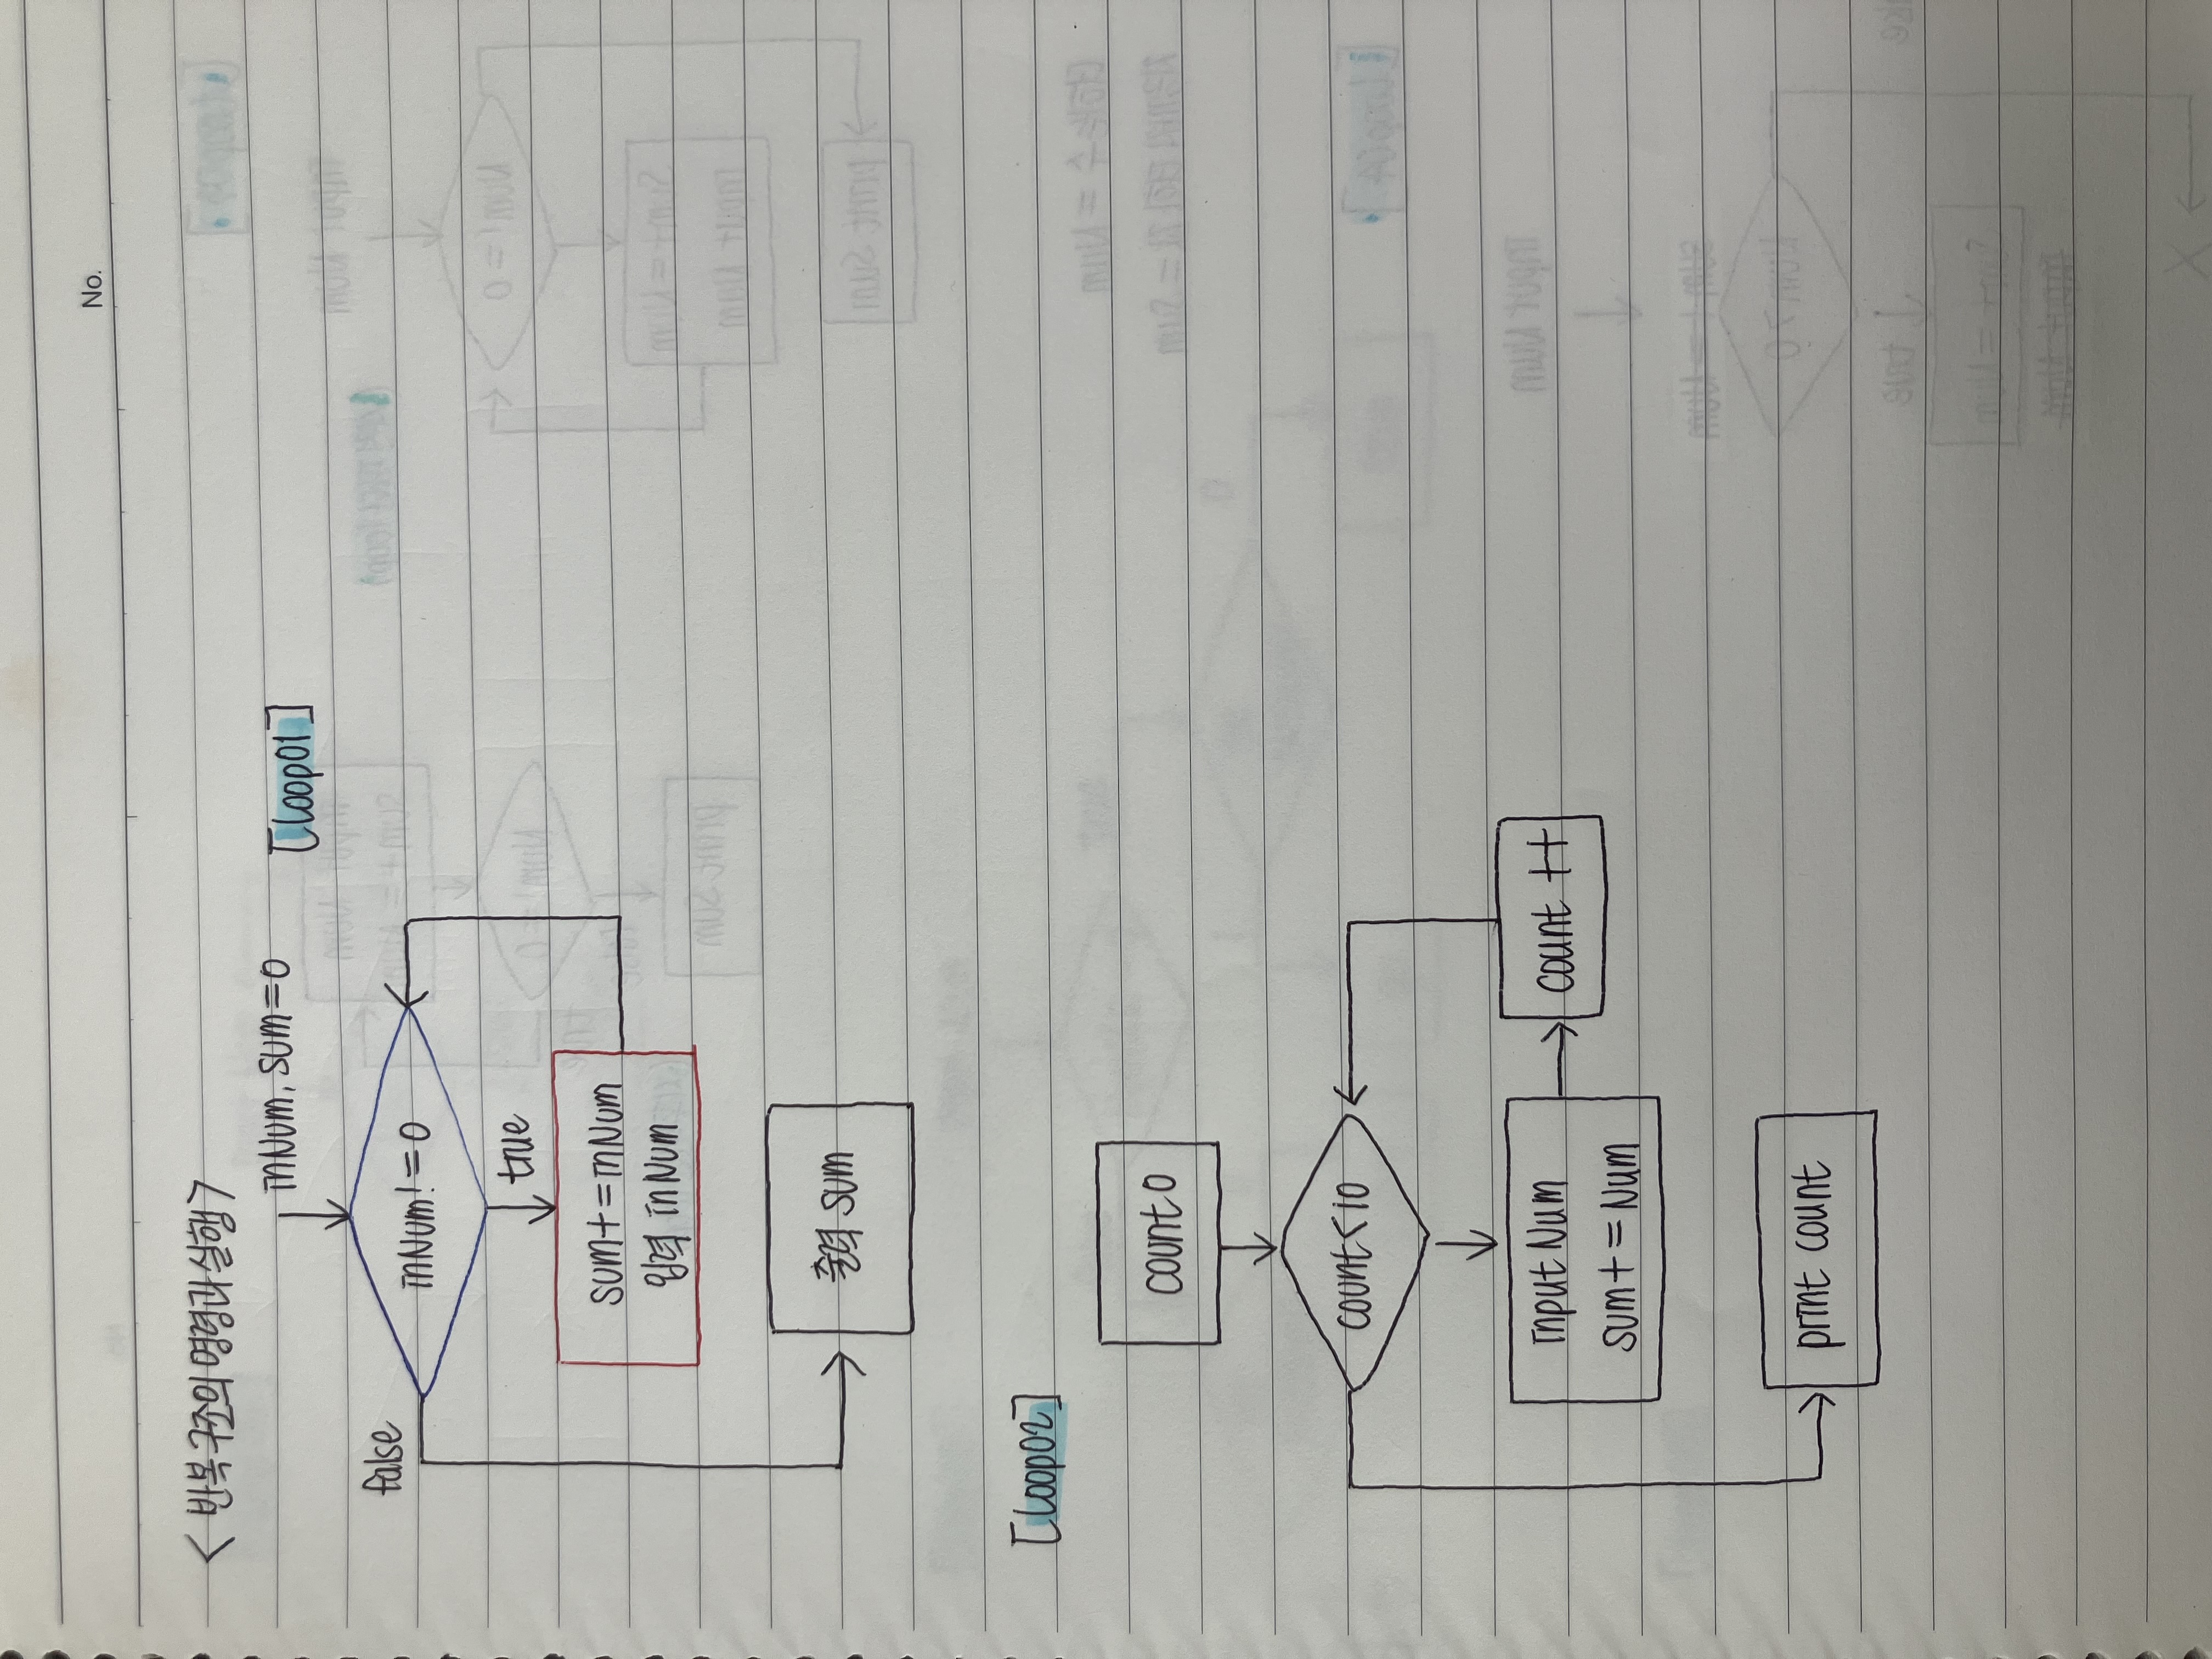 No.
< 반복 구조의 명령과 실행 >
inNum, sum=0
[Loop01]
false
inNum!=0
true
sum+=inNum
입력 inNum
출력 sum
[Loop02]
count 0
count<10
input Num
sum+=Num
count ++
print count